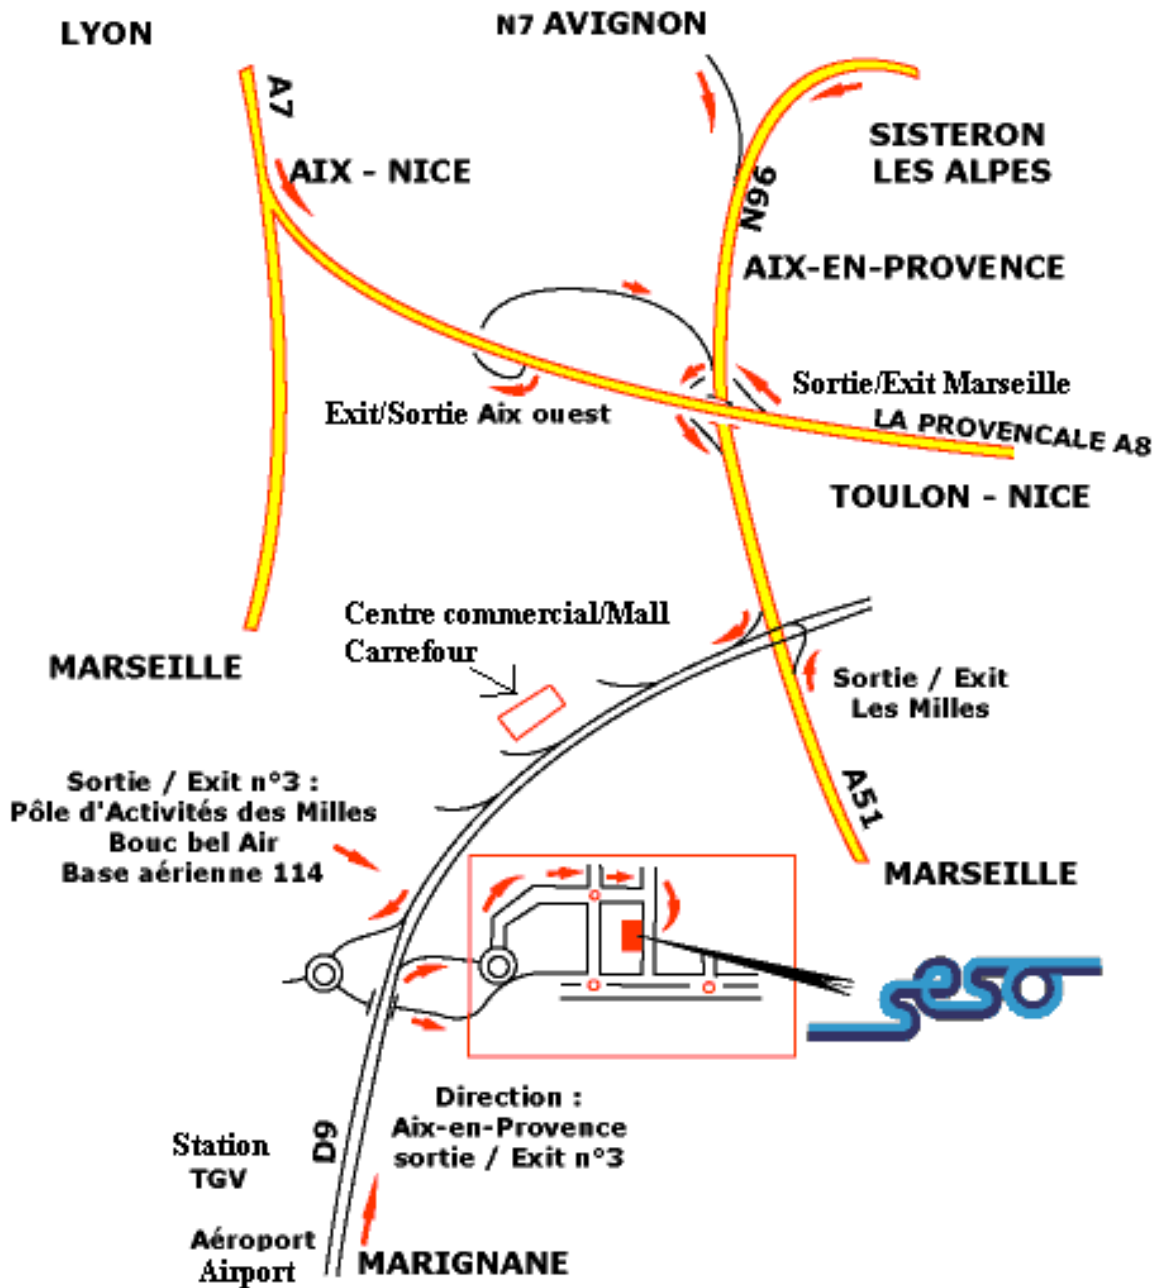 LYON
N7 AVIGNON
A7
SISTERON
LES ALPES
AIX - NICE
N96
AIX-EN-PROVENCE
Sortie/Exit Marseille
Exit/Sortie Aix ouest
LA PROVENCALE A8
TOULON - NICE
Centre commercial/Mall
Carrefour
MARSEILLE
Sortie / Exit
Les Milles
Sortie / Exit n°3 :
Pôle d'Activités des Milles
Bouc bel Air
Base aérienne 114
A51
MARSEILLE
seso
Direction :
Aix-en-Provence
sortie / Exit n°3
D9
Station
TGV
Aéroport
Airport
MARIGNANE